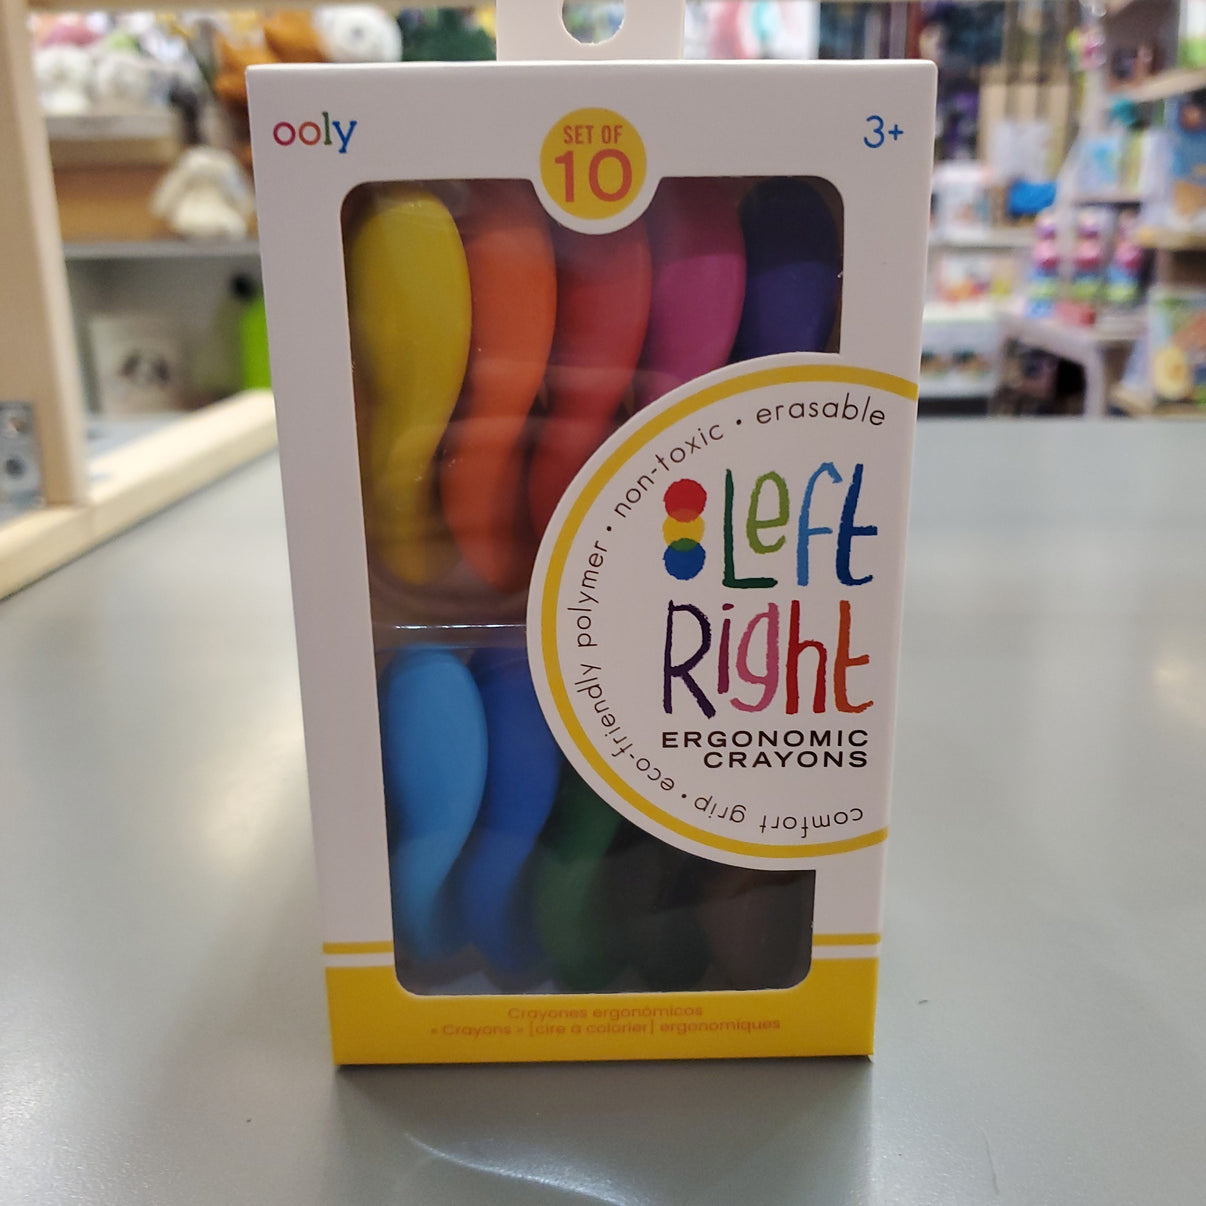 ooly
SET OF
10
3+
comfort grip • eco-friendly polymer • non-toxic • erasable
Left
Right
ERGONOMIC
CRAYONS
Crayones ergonómicos
« Crayons » [cire à colorier] ergonomiques